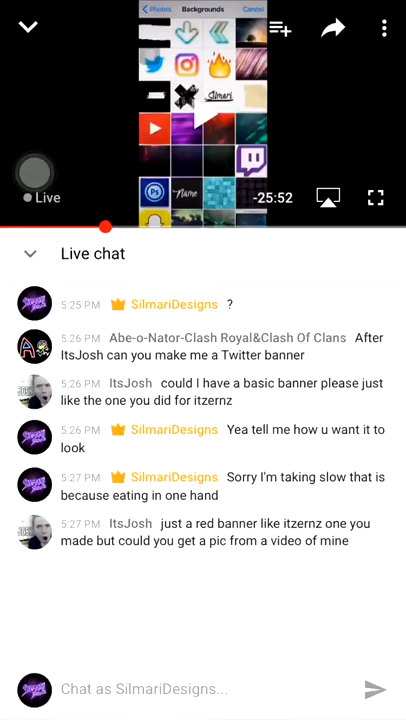 Photos
Backgrounds
Cancel
Silmari
Name
Ps
Live
-25:52
Live chat
5:25 PM SilmariDesigns ?
5:26 PM Abe-o-Nator-Clash Royal&Clash Of Clans After
ItsJosh can you make me a Twitter banner
5:26 PM ItsJosh could I have a basic banner please just
like the one you did for itzernz
5:26 PM SilmariDesigns Yea tell me how u want it to
look
5:27 PM SilmariDesigns Sorry I'm taking slow that is
because eating in one hand
5:27 PM ItsJosh just a red banner like itzernz one you
made but could you get a pic from a video of mine
Chat as SilmariDesigns...